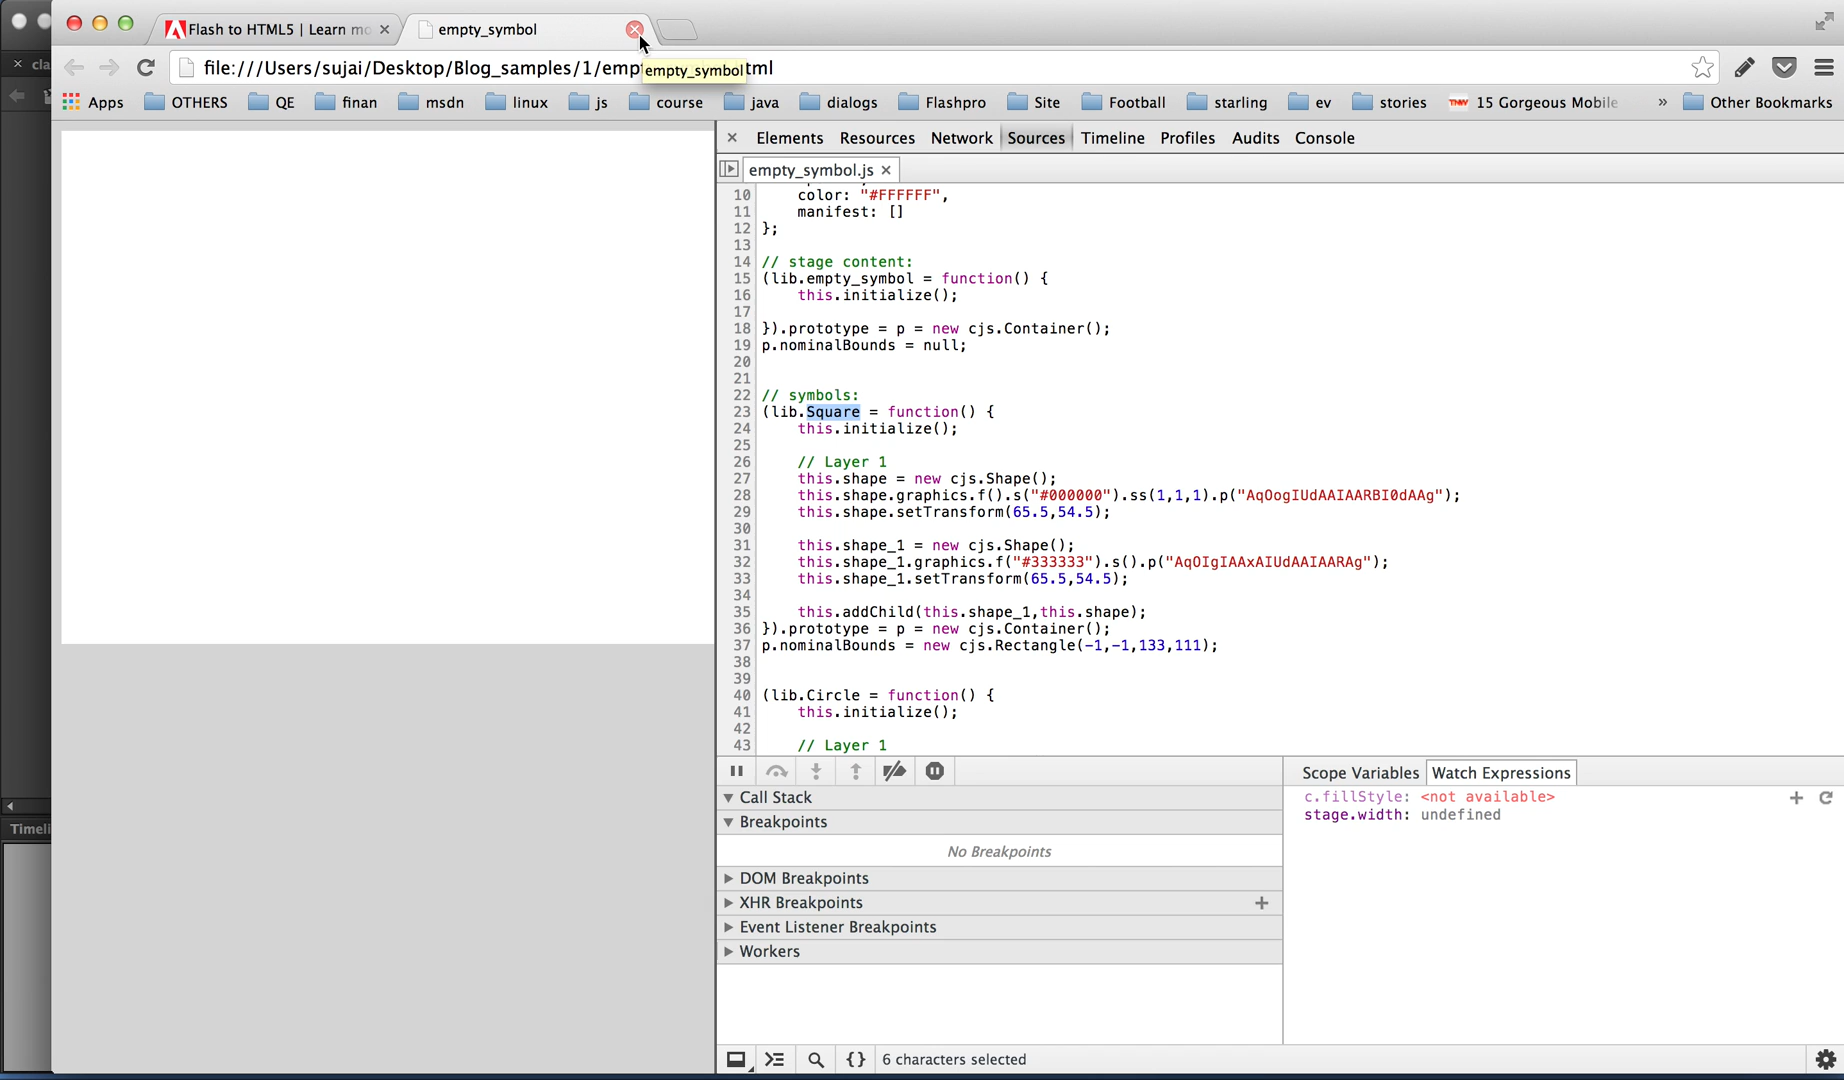 Flash to HTML5 | Learn mo
empty_symbol
cla
file:///Users/sujai/Desktop/Blog_samples/1/emp
empty_symbol
tml
Apps OTHERS QE finan msdn linux js course java dialogs Flashpro Site Football starling ev stories 15 Gorgeous Mobile » Other Bookmarks
Elements Resources Network Sources Timeline Profiles Audits Console
empty_symbol.js
10 color: "#FFFFFF",
11 manifest: []
12 };
13
14 // stage content:
15 (lib.empty_symbol = function() {
16 this.initialize();
17
18 }).prototype = p = new cjs.Container();
19 p.nominalBounds = null;
20
21
22 // symbols:
23 (lib.Square = function() {
24 this.initialize();
25
26 // Layer 1
27 this.shape = new cjs.Shape();
28 this.shape.graphics.f().s("#000000").ss(1,1,1).p("AqOogIUdAAIAARBI0dAAg");
29 this.shape.setTransform(65.5,54.5);
30
31 this.shape_1 = new cjs.Shape();
32 this.shape_1.graphics.f("#333333").s().p("AqOIgIAAxAIUdAAIAARAg");
33 this.shape_1.setTransform(65.5,54.5);
34
35 this.addChild(this.shape_1,this.shape);
36 }).prototype = p = new cjs.Container();
37 p.nominalBounds = new cjs.Rectangle(-1,-1,133,111);
38
39
40 (lib.Circle = function() {
41 this.initialize();
42
43 // Layer 1
Scope Variables Watch Expressions
Call Stack
c.fillStyle: <not available>
stage.width: undefined
Breakpoints
No Breakpoints
DOM Breakpoints
XHR Breakpoints
Event Listener Breakpoints
Workers
Timeli
{} 6 characters selected